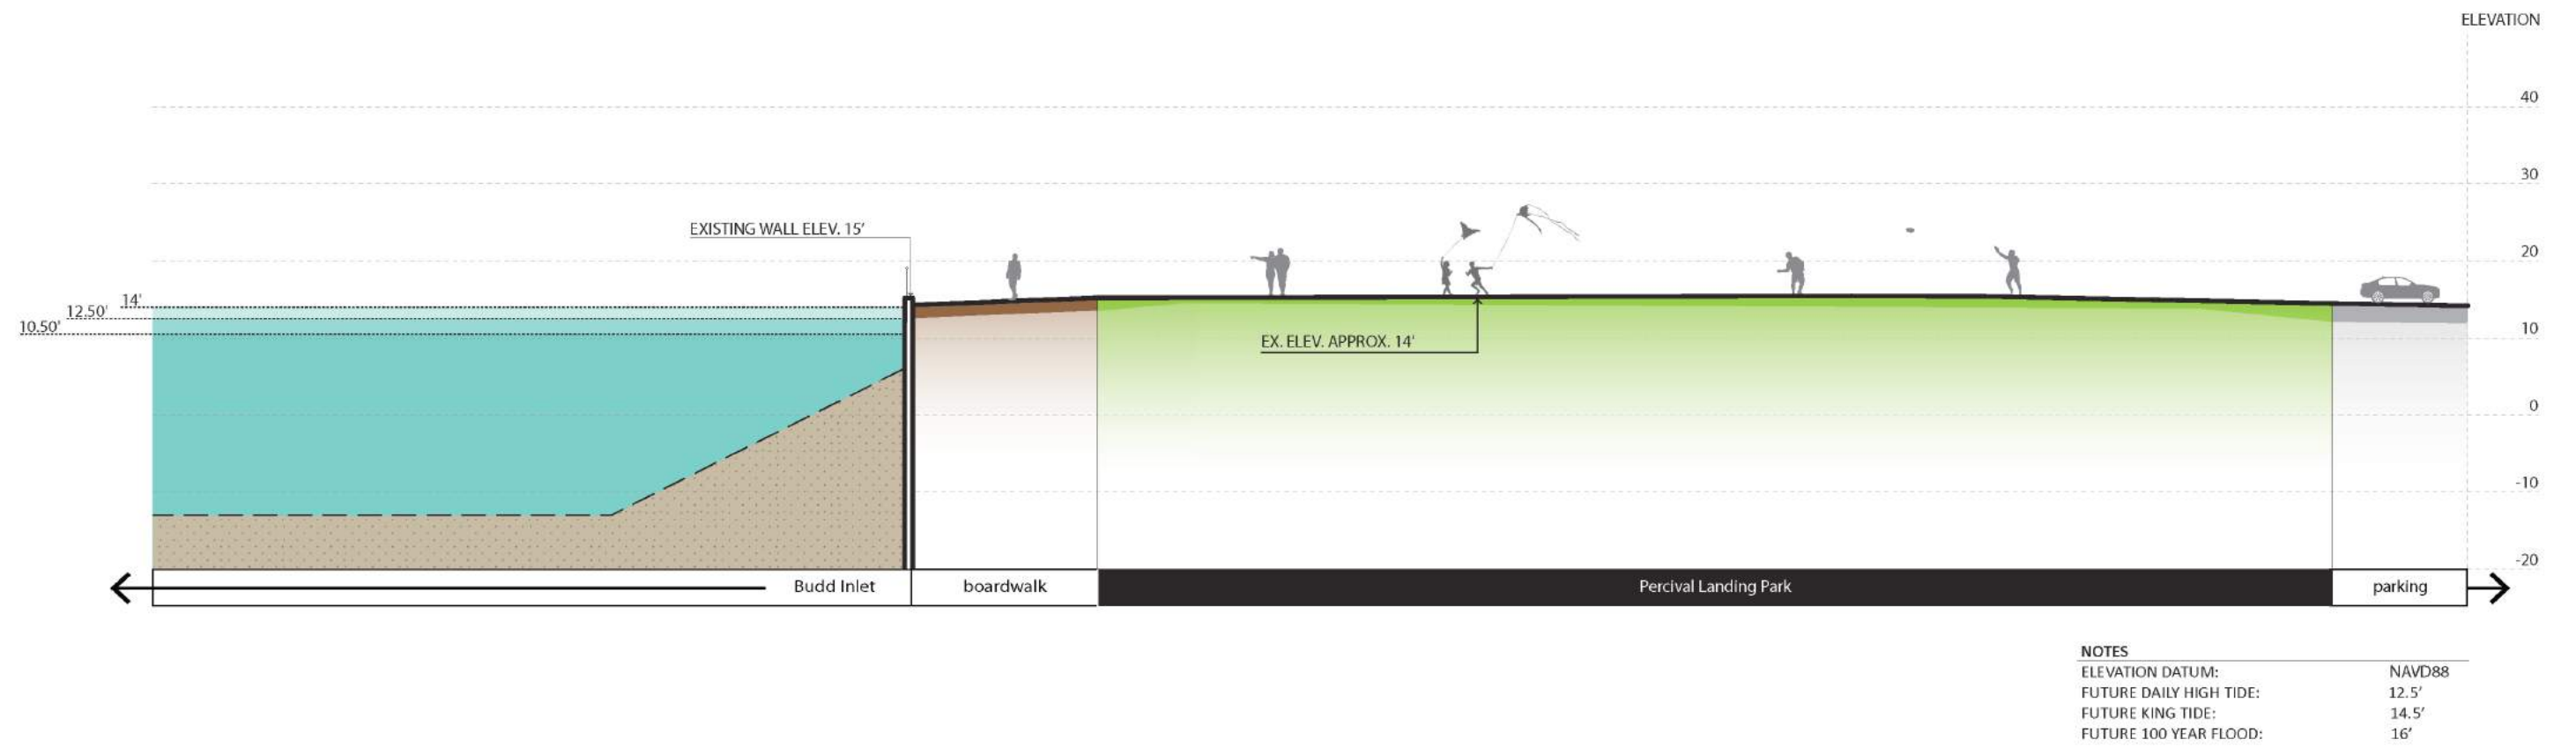 ELEVATION
40
30
EXISTING WALL ELEV. 15'
20
14'
12.50'
10.50'
10
EX. ELEV. APPROX. 14'
0
-10
-20
Budd Inlet
boardwalk
Percival Landing Park
parking
NOTES
ELEVATION DATUM: NAVD88
FUTURE DAILY HIGH TIDE: 12.5'
FUTURE KING TIDE: 14.5'
FUTURE 100 YEAR FLOOD: 16'